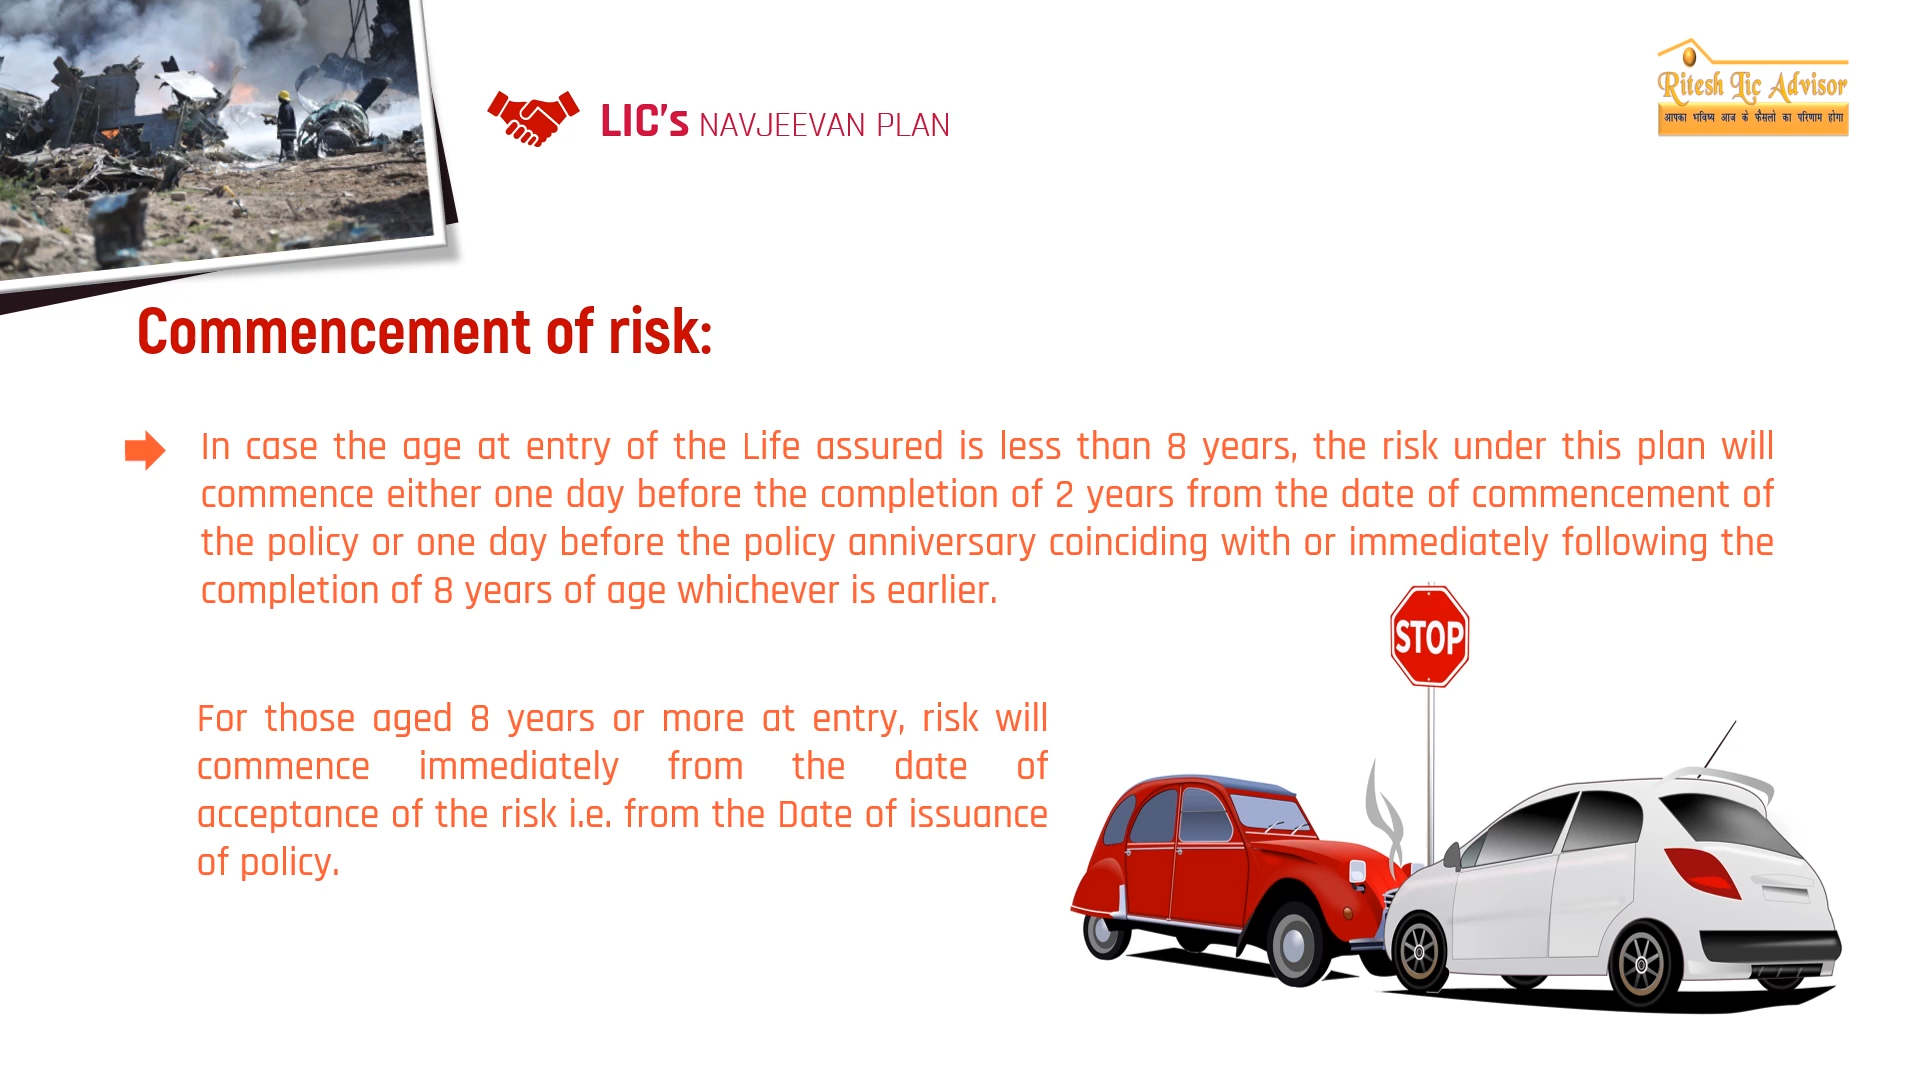 LIC's NAVJEEVAN PLAN
Ritesh Lic Advisor
आपका भविष्य आज के फैसलो का परिणाम होगा
Commencement of risk:
In case the age at entry of the Life assured is less than 8 years, the risk under this plan will
commence either one day before the completion of 2 years from the date of commencement of
the policy or one day before the policy anniversary coinciding with or immediately following the
completion of 8 years of age whichever is earlier.
STOP
For those aged 8 years or more at entry, risk will
commence immediately from the date of
acceptance of the risk i.e. from the Date of issuance
of policy.